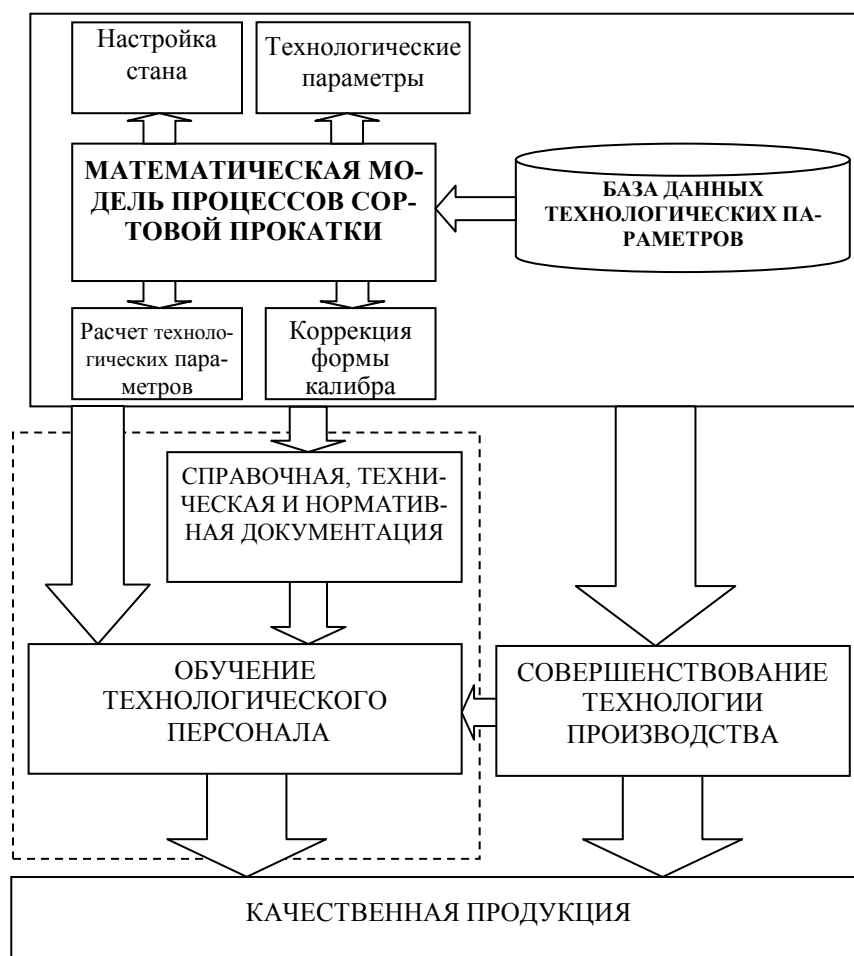 Настройка
стана
Технологические
параметры
МАТЕМАТИЧЕСКАЯ МО-
ДЕЛЬ ПРОЦЕССОВ СОР-
ТОВОЙ ПРОКАТКИ
БАЗА ДАННЫХ
ТЕХНОЛОГИЧЕСКИХ ПА-
РАМЕТРОВ
Расчет техноло-
гических пара-
метров
Коррекция
формы
калибра
СПРАВОЧНАЯ, ТЕХНИ-
ЧЕСКАЯ И НОРМАТИВ-
НАЯ ДОКУМЕНТАЦИЯ
ОБУЧЕНИЕ
ТЕХНОЛОГИЧЕСКОГО
ПЕРСОНАЛА
СОВЕРШЕНСТВОВАНИЕ
ТЕХНОЛОГИИ
ПРОИЗВОДСТВА
КАЧЕСТВЕННАЯ ПРОДУКЦИЯ